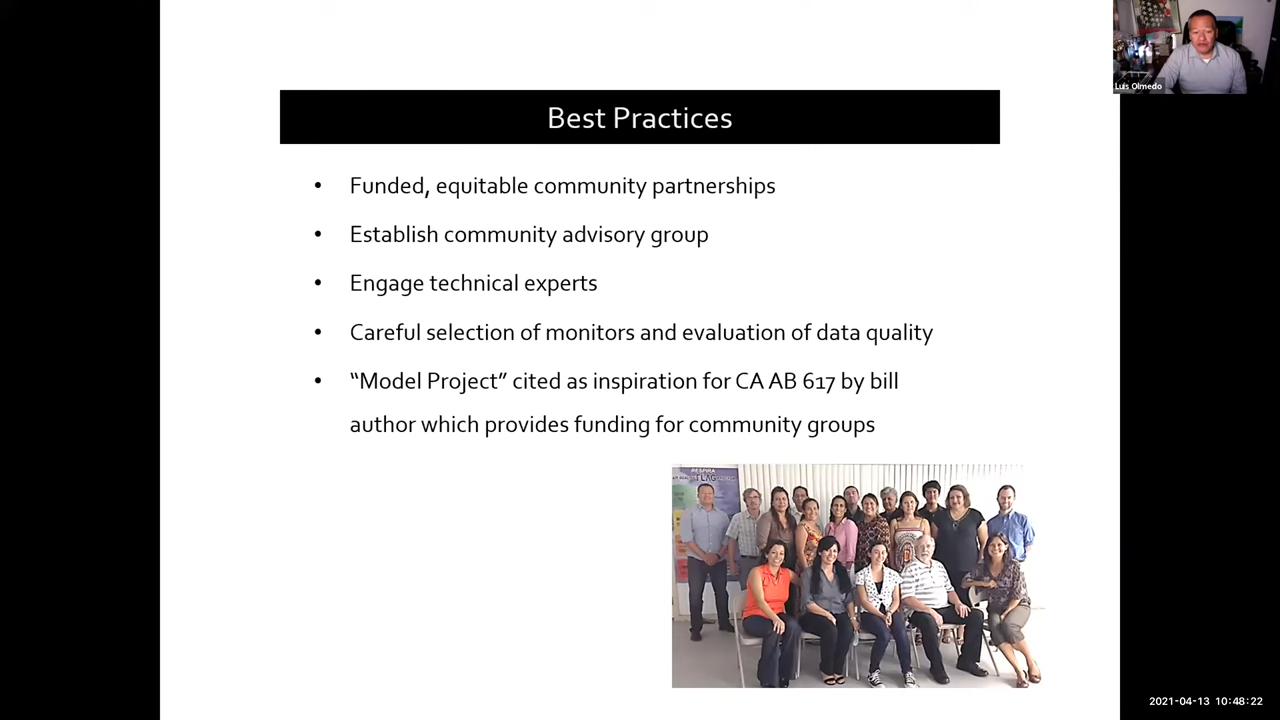 Luis Olmedo
Best Practices
• Funded, equitable community partnerships
• Establish community advisory group
• Engage technical experts
• Careful selection of monitors and evaluation of data quality
• “Model Project” cited as inspiration for CA AB 617 by bill
author which provides funding for community groups
RESPIRA
FLAG
2021-04-13 10:48:22